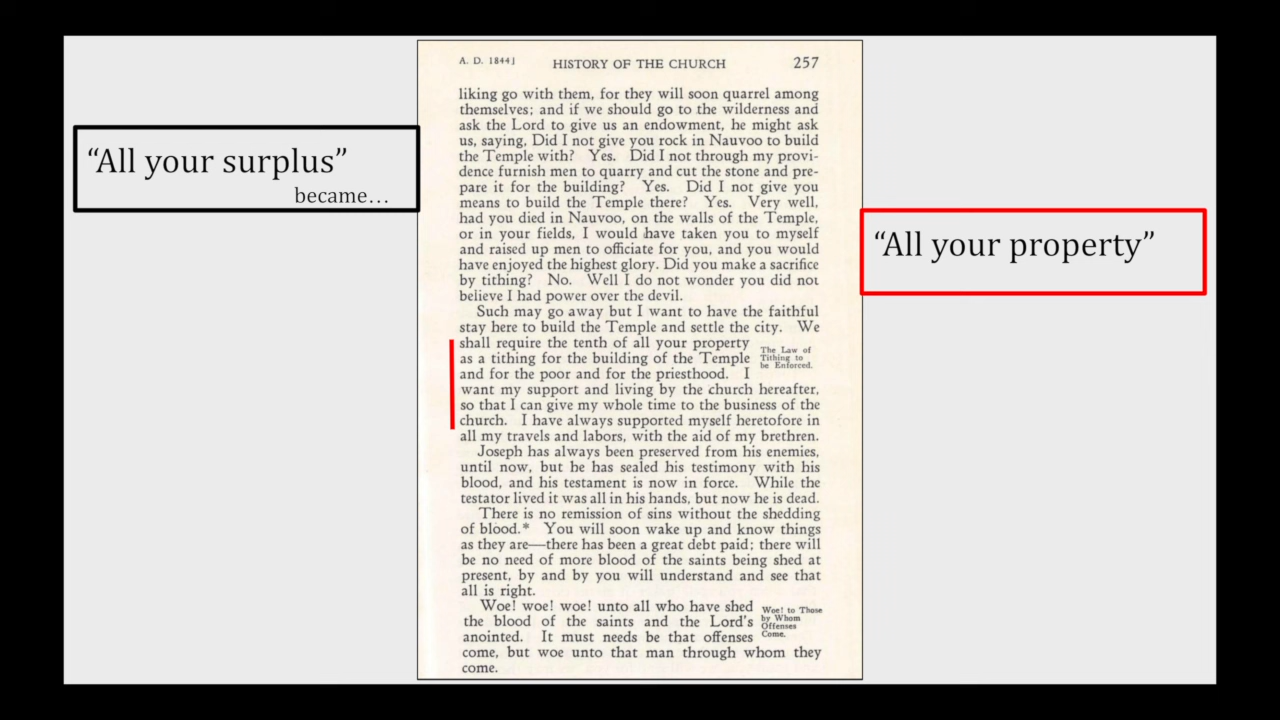 A. D. 1844] HISTORY OF THE CHURCH 257
liking go with them, for they will soon quarrel among
themselves; and if we should go to the wilderness and
ask the Lord to give us an endowment, he might ask
us, saying, Did I not give you rock in Nauvoo to build
the Temple with? Yes. Did I not through my provi-
dence furnish men to quarry and cut the stone and pre-
pare it for the building? Yes. Did I not give you
means to build the Temple there? Yes. Very well,
had you died in Nauvoo, on the walls of the Temple,
or in your fields, I would have taken you to myself
and raised up men to officiate for you, and you would
have enjoyed the highest glory. Did you make a sacrifice
by tithing? No. Well I do not wonder you did not
believe I had power over the devil.
Such may go away but I want to have the faithful
stay here to build the Temple and settle the city. We
shall require the tenth of all your property
as a tithing for the building of the Temple
and for the poor and for the priesthood. I
want my support and living by the church hereafter,
so that I can give my whole time to the business of the
church. I have always supported myself heretofore in
all my travels and labors, with the aid of my brethren.
The Law of
Tithing to
be Enforced.
Joseph has always been preserved from his enemies,
until now, but he has sealed his testimony with his
blood, and his testament is now in force. While the
testator lived it was all in his hands, but now he is dead.
There is no remission of sins without the shedding
of blood.* You will soon wake up and know things
as they are—there has been a great debt paid; there will
be no need of more blood of the saints being shed at
present, by and by you will understand and see that
all is right.
Woe! woe! woe! unto all who have shed
the blood of the saints and the Lord's
anointed. It must needs be that offenses
come, but woe unto that man through whom they
come.
Woe! to Those
by Whom
Offenses
Come.
“All your surplus”
became…
“All your property”